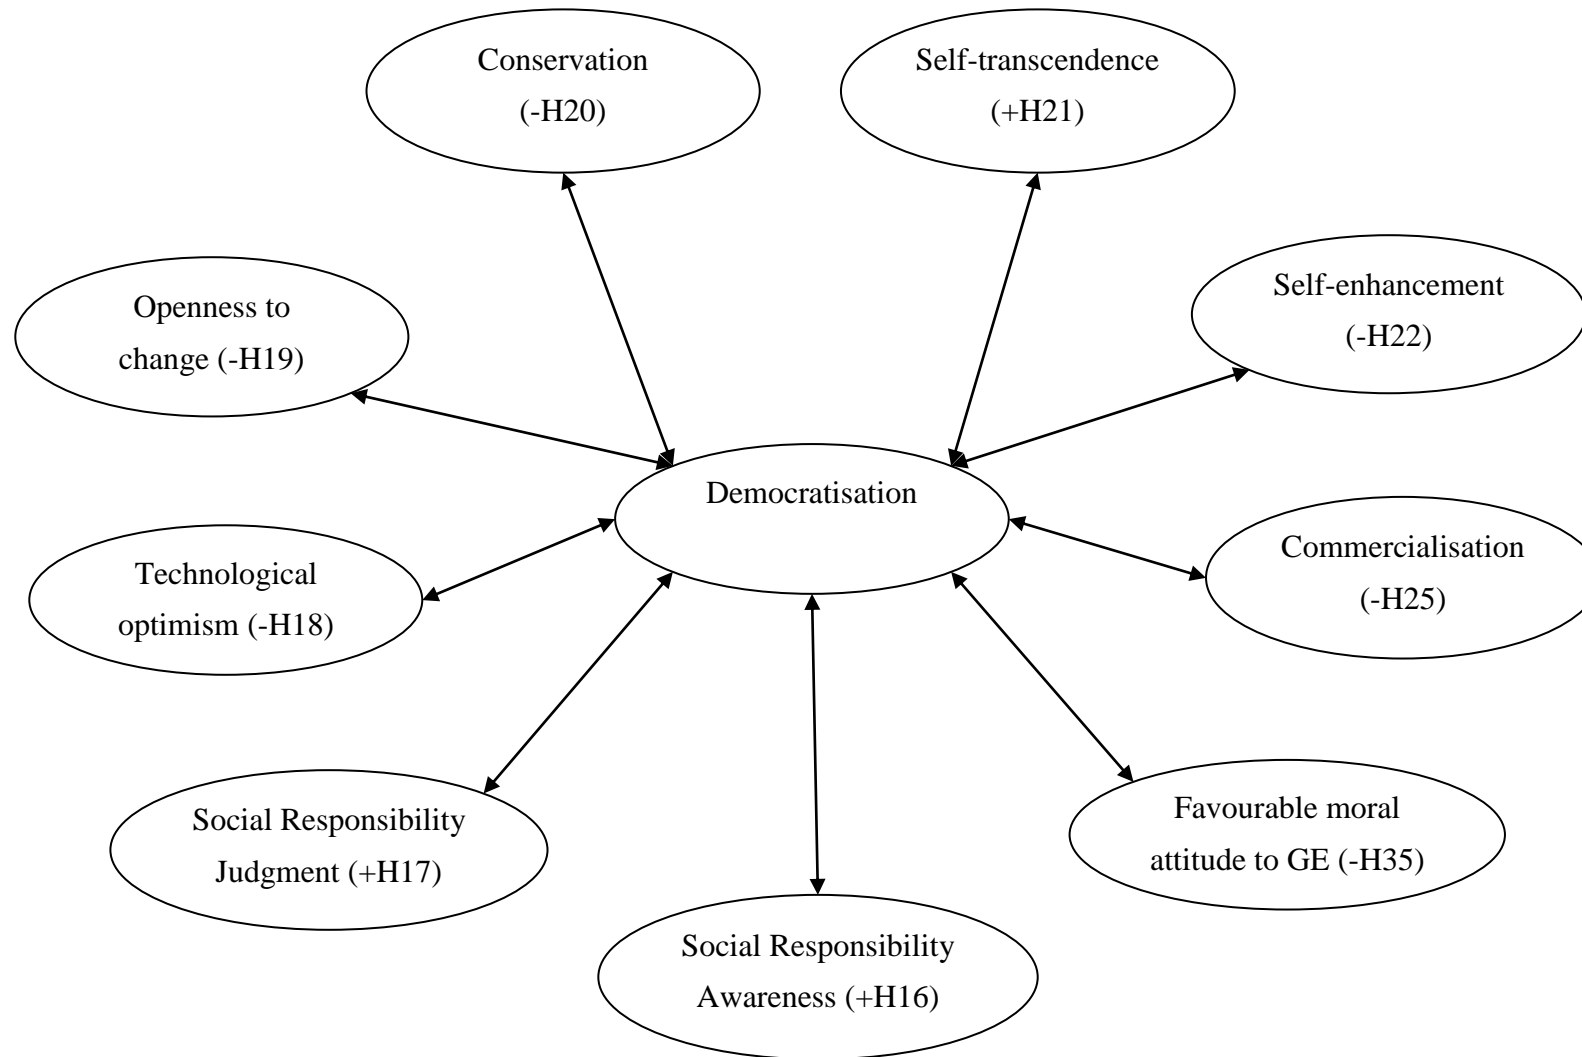 Conservation
(-H20)
Self-transcendence
(+H21)
Self-enhancement
(-H22)
Openness to
change (-H19)
Democratisation
Commercialisation
(-H25)
Technological
optimism (-H18)
Favourable moral
attitude to GE (-H35)
Social Responsibility
Judgment (+H17)
Social Responsibility
Awareness (+H16)